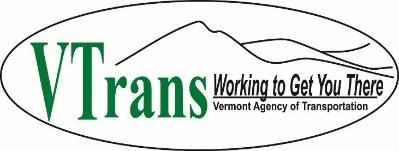 VTrans
Working to Get You There
Vermont Agency of Transportation